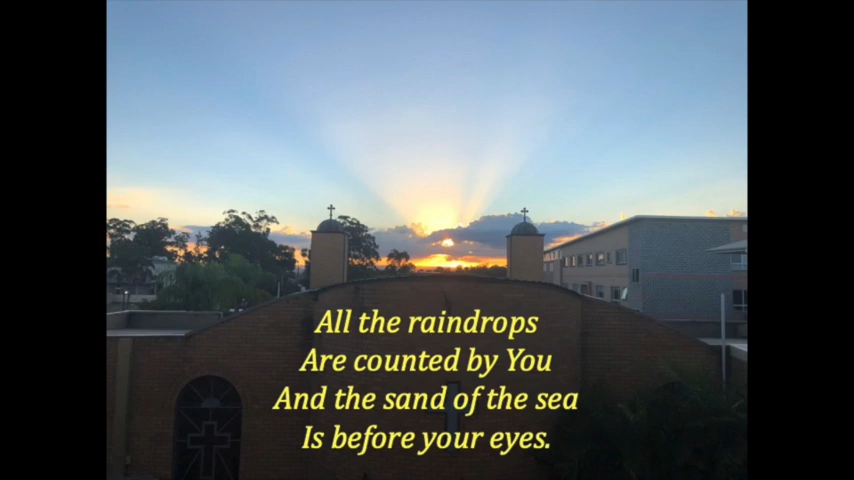 All the raindrops
Are counted by You
And the sand of the sea
Is before your eyes.